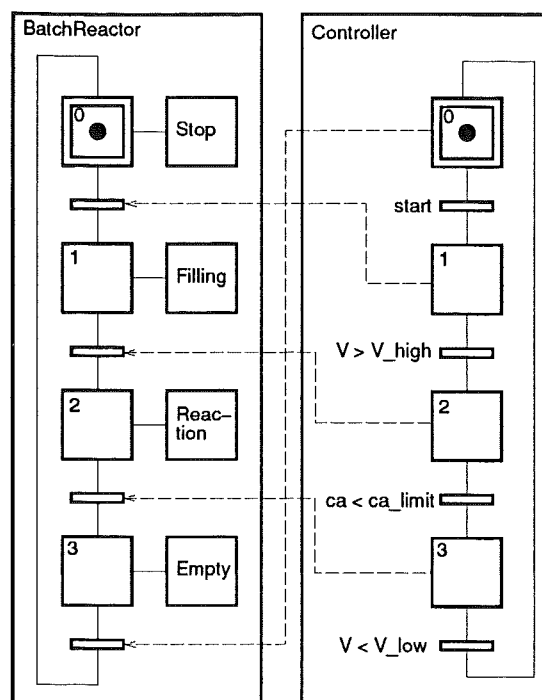 BatchReactor
0
Stop
1
Filling
2
Reac-
tion
3
Empty
Controller
0
start
1
V > V_high
2
ca < ca_limit
3
V < V_low